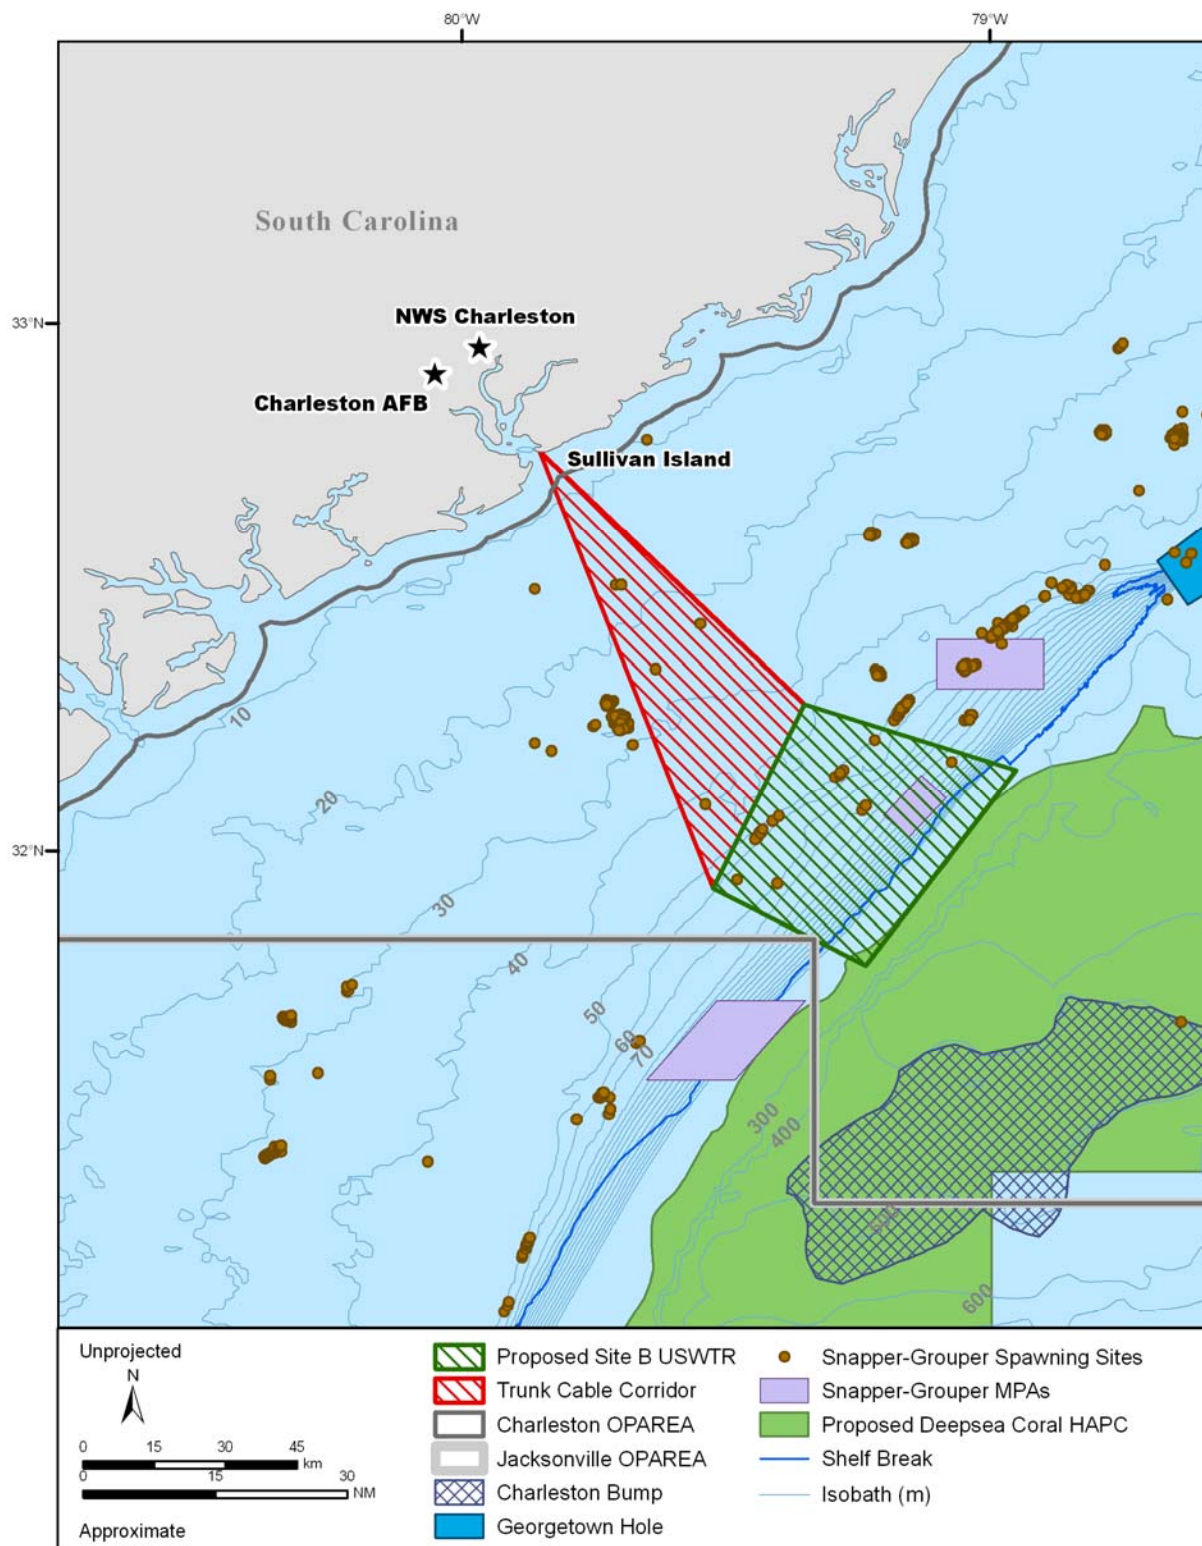 80°W
79°W
South Carolina
33°N
NWS Charleston
Charleston AFB
Sullivan Island
10
20
32°N
30
40
50
60
70
300
400
500
600
Unprojected
N
0 15 30 45
km
0 15 30
NM
Approximate
Proposed Site B USWTR
Trunk Cable Corridor
Charleston OPAREA
Jacksonville OPAREA
Charleston Bump
Georgetown Hole
Snapper-Grouper Spawning Sites
Snapper-Grouper MPAs
Proposed Deepsea Coral HAPC
Shelf Break
Isobath (m)